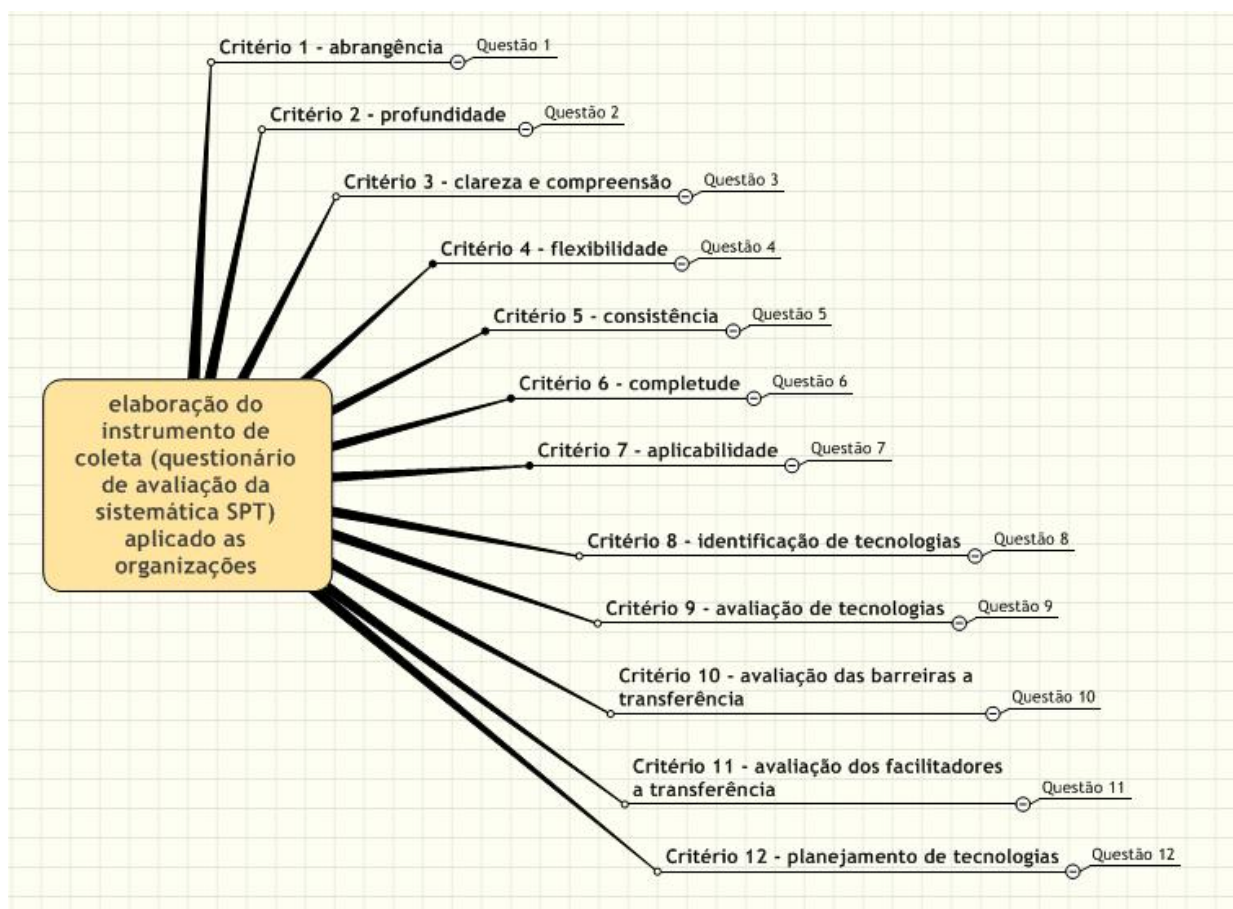 Critério 1 - abrangência
Questão 1
Critério 2 - profundidade
Questão 2
Critério 3 - clareza e compreensão
Questão 3
Critério 4 - flexibilidade
Questão 4
Critério 5 - consistência
Questão 5
Critério 6 - completude
Questão 6
Critério 7 - aplicabilidade
Questão 7
elaboração do
instrumento de
coleta (questionário
de avaliação da
sistemática SPT)
aplicado as
organizações
Critério 8 - identificação de tecnologias
Questão 8
Critério 9 - avaliação de tecnologias
Questão 9
Critério 10 - avaliação das barreiras a
transferência
Questão 10
Critério 11 - avaliação dos facilitadores
a transferência
Questão 11
Critério 12 - planejamento de tecnologias
Questão 12